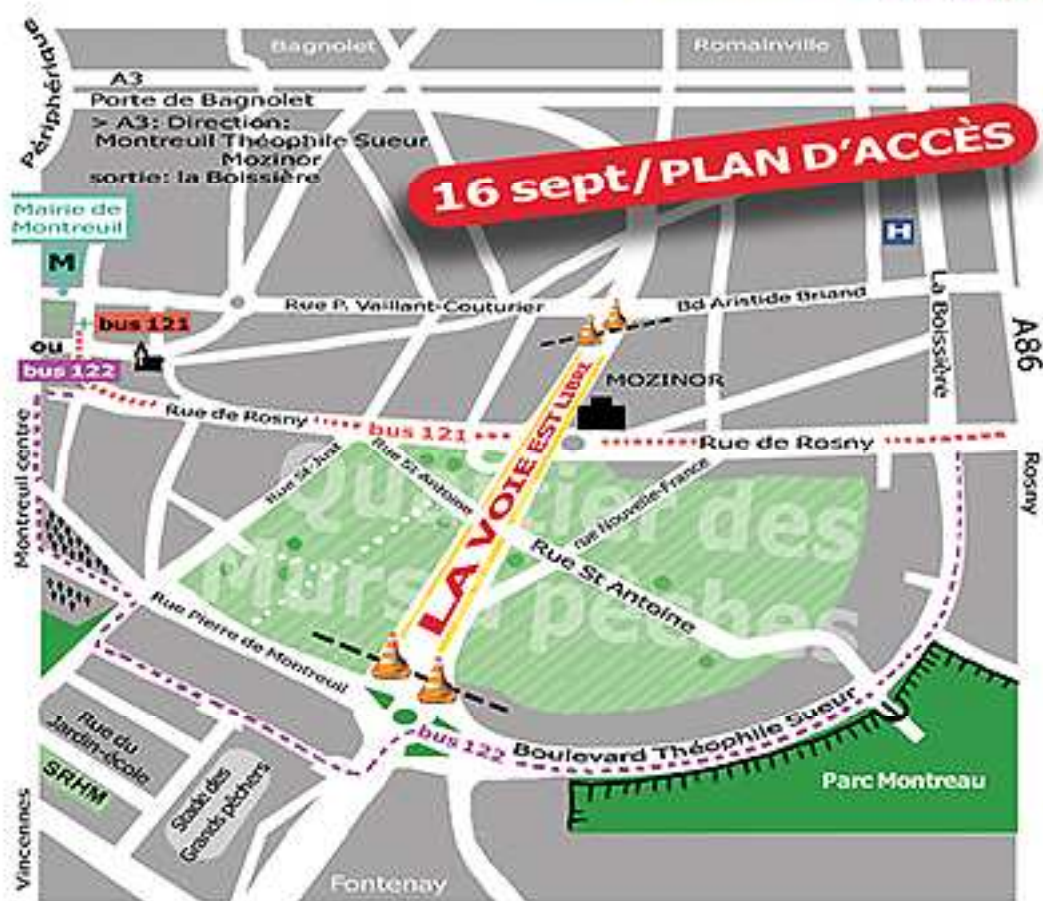 Bagnolet
Romainville
Périphérique
A3
Porte de Bagnolet
> A3: Direction:
Montreuil Théophile Sueur
Mozinor
sortie: la Boissière
16 sept/PLAN D'ACCÈS
Mairie de
Montreuil
M
H
Rue P. Vaillant-Couturier
Bd Aristide Briand
La Boissière
A86
bus 121
ou
bus 122
MOZINOR
LA VOIE EST LIBRE
Rue de Rosny
bus 121
Rue de Rosny
Rosny
Montreuil centre
Rue St-Just
Rue St-Antoine
rue Nouvelle-France
Quartier des
Murs à pêches
Rue St Antoine
Rue Pierre de Montreuil
bus 122
Boulevard Théophile Sueur
Parc Montreau
Rue du
Jardin-école
SRHM
Stade des
Grands pêchers
Vincennes
Fontenay